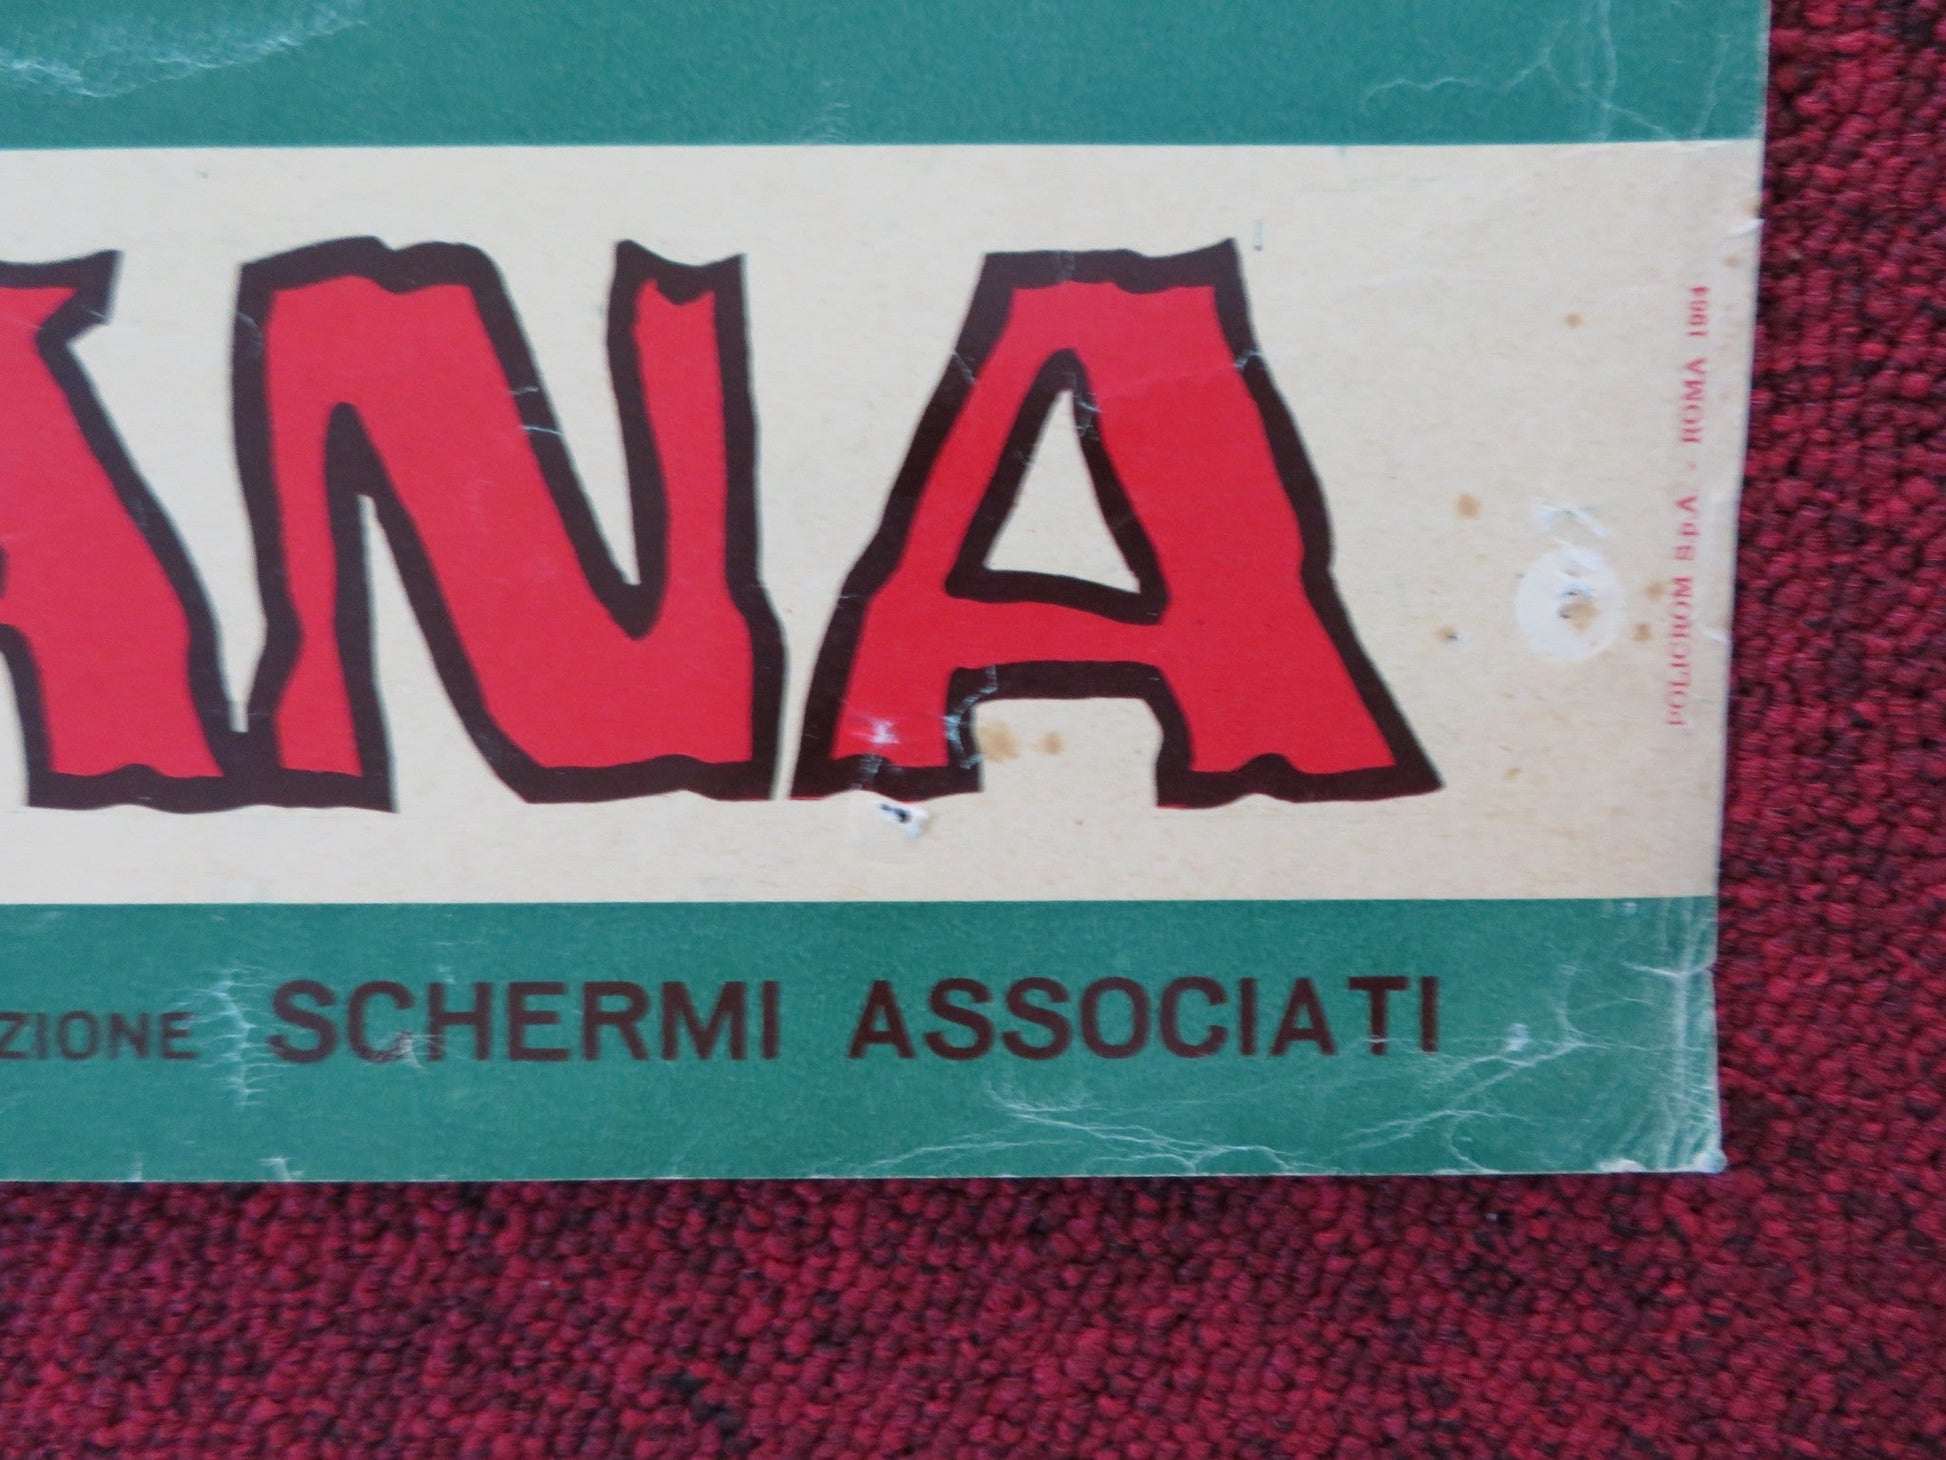 ANA
POLICROM S.p.A. - ROMA 1964
ZIONE SCHERMI ASSOCIATI